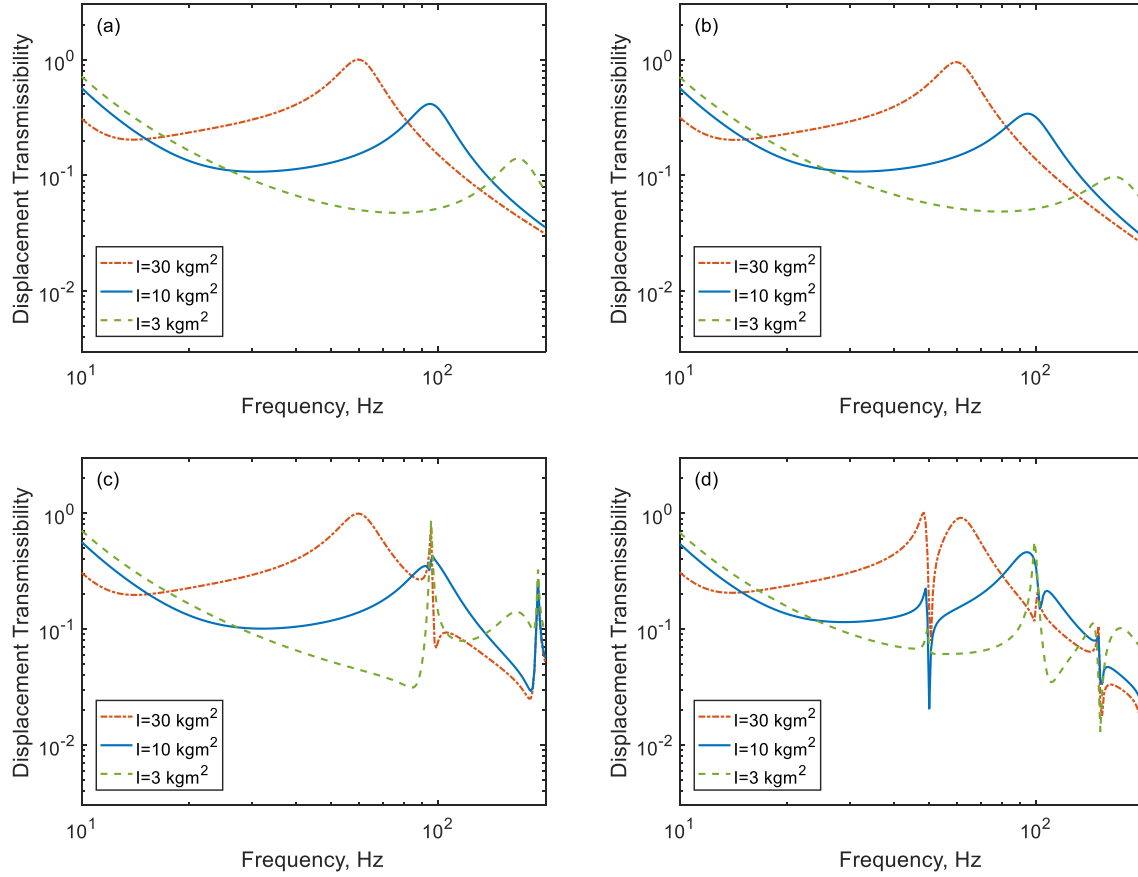 (a)
Displacement Transmissibility
10^0
10^-1
10^-2
I=30 kgm^2
I=10 kgm^2
I=3 kgm^2
10^1
10^2
Frequency, Hz
(b)
Displacement Transmissibility
10^0
10^-1
10^-2
I=30 kgm^2
I=10 kgm^2
I=3 kgm^2
10^1
10^2
Frequency, Hz
(c)
Displacement Transmissibility
10^0
10^-1
10^-2
I=30 kgm^2
I=10 kgm^2
I=3 kgm^2
10^1
10^2
Frequency, Hz
(d)
Displacement Transmissibility
10^0
10^-1
10^-2
I=30 kgm^2
I=10 kgm^2
I=3 kgm^2
10^1
10^2
Frequency, Hz